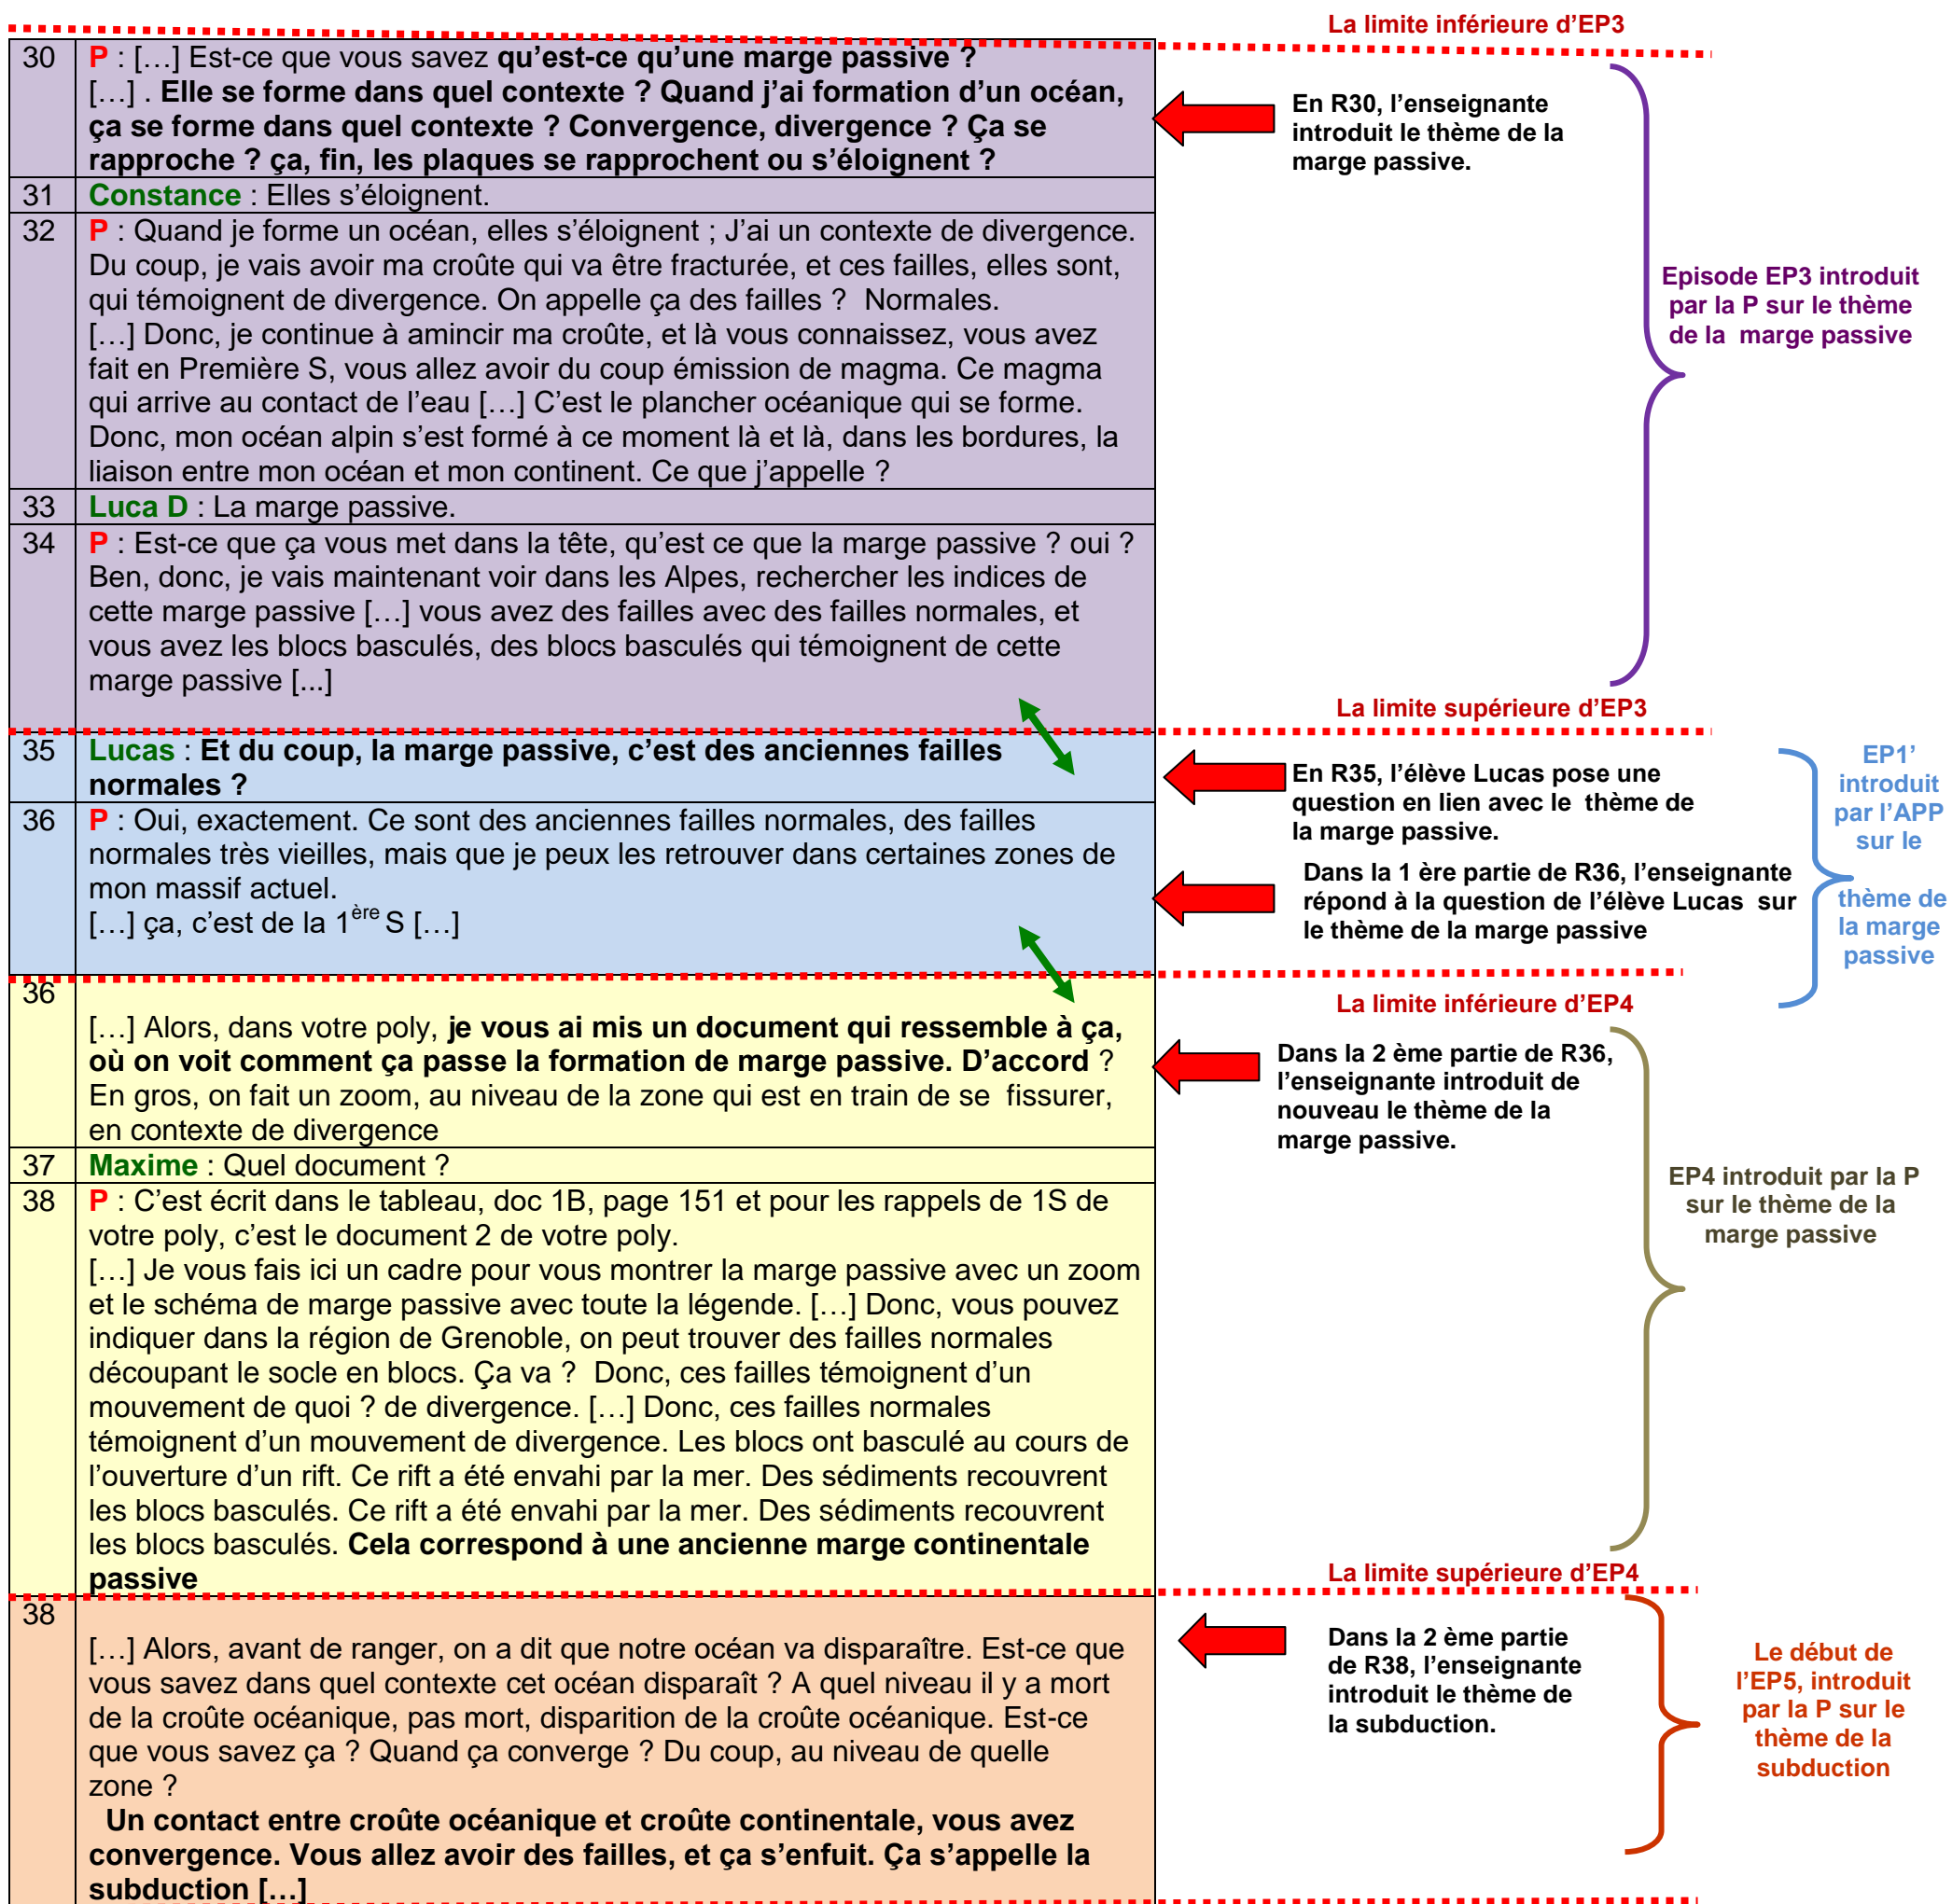 La limite inférieure d’EP3
30 P : […] Est-ce que vous savez qu’est-ce qu’une marge passive ?
[…] . Elle se forme dans quel contexte ? Quand j’ai formation d’un océan,
ça se forme dans quel contexte ? Convergence, divergence ? Ça se
rapproche ? ça, fin, les plaques se rapprochent ou s’éloignent ?
En R30, l’enseignante
introduit le thème de la
marge passive.
31 Constance : Elles s’éloignent.
32 P : Quand je forme un océan, elles s’éloignent ; J’ai un contexte de divergence.
Du coup, je vais avoir ma croûte qui va être fracturée, et ces failles, elles sont,
qui témoignent de divergence. On appelle ça des failles ? Normales.
[…] Donc, je continue à amincir ma croûte, et là vous connaissez, vous avez
fait en Première S, vous allez avoir du coup émission de magma. Ce magma
qui arrive au contact de l’eau […] C’est le plancher océanique qui se forme.
Donc, mon océan alpin s’est formé à ce moment là et là, dans les bordures, la
liaison entre mon océan et mon continent. Ce que j’appelle ?
Episode EP3 introduit
par la P sur le thème
de la marge passive
33 Luca D : La marge passive.
34 P : Est-ce que ça vous met dans la tête, qu’est ce que la marge passive ? oui ?
Ben, donc, je vais maintenant voir dans les Alpes, rechercher les indices de
cette marge passive […] vous avez des failles avec des failles normales, et
vous avez les blocs basculés, des blocs basculés qui témoignent de cette
marge passive [...]
La limite supérieure d’EP3
35 Lucas : Et du coup, la marge passive, c’est des anciennes failles
normales ?
En R35, l’élève Lucas pose une
question en lien avec le thème de
la marge passive.
36 P : Oui, exactement. Ce sont des anciennes failles normales, des failles
normales très vieilles, mais que je peux les retrouver dans certaines zones de
mon massif actuel.
[…] ça, c’est de la 1ère S […]
Dans la 1 ère partie de R36, l’enseignante
répond à la question de l’élève Lucas sur
le thème de la marge passive
EP1’
introduit
par l’APP
sur le
thème de
la marge
passive
La limite inférieure d’EP4
36
[…] Alors, dans votre poly, je vous ai mis un document qui ressemble à ça,
où on voit comment ça passe la formation de marge passive. D’accord ?
En gros, on fait un zoom, au niveau de la zone qui est en train de se fissurer,
en contexte de divergence
Dans la 2 ème partie de R36,
l’enseignante introduit de
nouveau le thème de la
marge passive.
37 Maxime : Quel document ?
38 P : C’est écrit dans le tableau, doc 1B, page 151 et pour les rappels de 1S de
votre poly, c’est le document 2 de votre poly.
[…] Je vous fais ici un cadre pour vous montrer la marge passive avec un zoom
et le schéma de marge passive avec toute la légende. […] Donc, vous pouvez
indiquer dans la région de Grenoble, on peut trouver des failles normales
découpant le socle en blocs. Ça va ? Donc, ces failles témoignent d’un
mouvement de quoi ? de divergence. […] Donc, ces failles normales
témoignent d’un mouvement de divergence. Les blocs ont basculé au cours de
l’ouverture d’un rift. Ce rift a été envahi par la mer. Des sédiments recouvrent
les blocs basculés. Ce rift a été envahi par la mer. Des sédiments recouvrent
les blocs basculés. Cela correspond à une ancienne marge continentale
passive
EP4 introduit par la P
sur le thème de la
marge passive
La limite supérieure d’EP4
38
[…] Alors, avant de ranger, on a dit que notre océan va disparaître. Est-ce que
vous savez dans quel contexte cet océan disparaît ? A quel niveau il y a mort
de la croûte océanique, pas mort, disparition de la croûte océanique. Est-ce
que vous savez ça ? Quand ça converge ? Du coup, au niveau de quelle
zone ?
Un contact entre croûte océanique et croûte continentale, vous avez
convergence. Vous allez avoir des failles, et ça s’enfuit. Ça s’appelle la
subduction […]
Dans la 2 ème partie
de R38, l’enseignante
introduit le thème de
la subduction.
Le début de
l’EP5, introduit
par la P sur le
thème de la
subduction